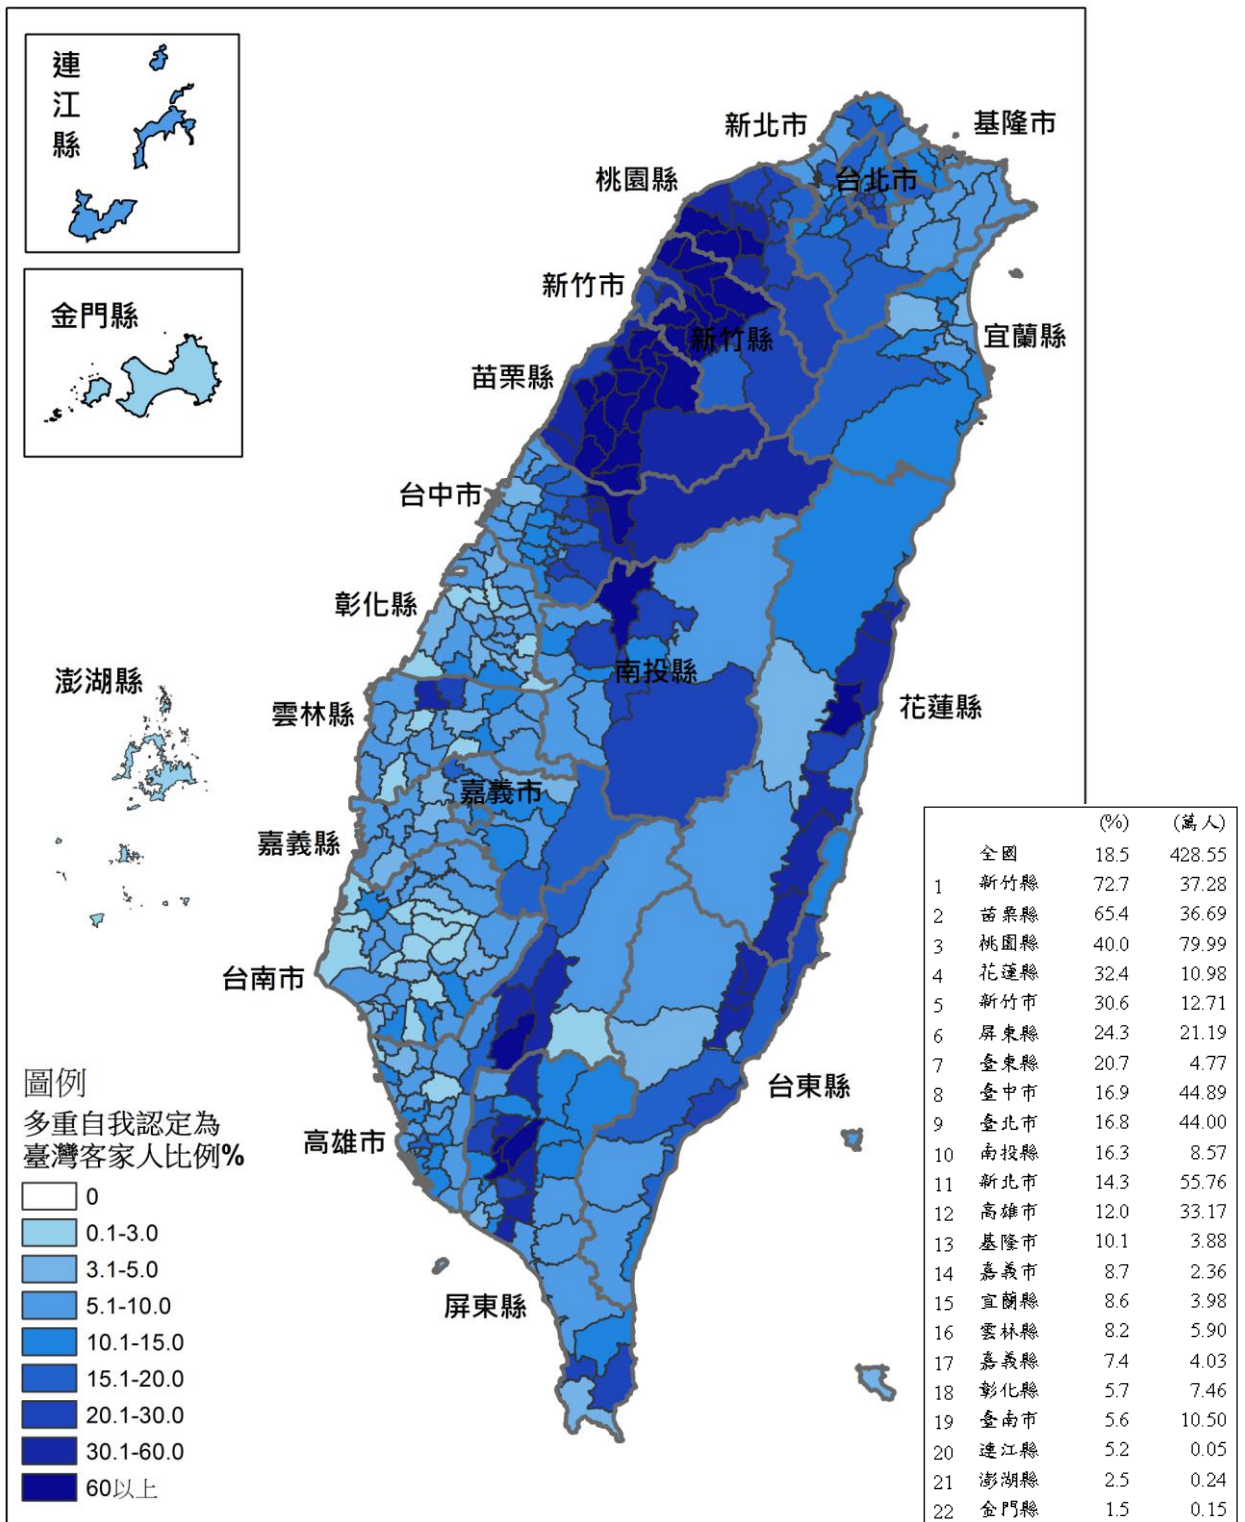 連江縣
金門縣
新北市
基隆市
桃園縣
台北市
新竹市
新竹縣
宜蘭縣
苗栗縣
台中市
彰化縣
南投縣
澎湖縣
雲林縣
花蓮縣
嘉義市
嘉義縣
台南市
台東縣
高雄市
屏東縣
圖例
多重自我認定為
臺灣客家人比例%
0
0.1-3.0
3.1-5.0
5.1-10.0
10.1-15.0
15.1-20.0
20.1-30.0
30.1-60.0
60以上
(%) (萬人)
全國 18.5 428.55
1 新竹縣 72.7 37.28
2 苗栗縣 65.4 36.69
3 桃園縣 40.0 79.99
4 花蓮縣 32.4 10.98
5 新竹市 30.6 12.71
6 屏東縣 24.3 21.19
7 臺東縣 20.7 4.77
8 臺中市 16.9 44.89
9 臺北市 16.8 44.00
10 南投縣 16.3 8.57
11 新北市 14.3 55.76
12 高雄市 12.0 33.17
13 基隆市 10.1 3.88
14 嘉義市 8.7 2.36
15 宜蘭縣 8.6 3.98
16 雲林縣 8.2 5.90
17 嘉義縣 7.4 4.03
18 彰化縣 5.7 7.46
19 臺南市 5.6 10.50
20 連江縣 5.2 0.05
21 澎湖縣 2.5 0.24
22 金門縣 1.5 0.15